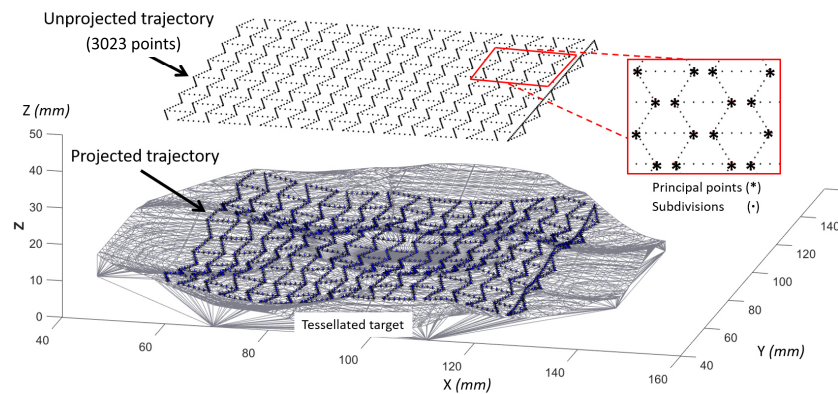 Unprojected trajectory
(3023 points)
Z (mm)
50
40
30
20
10
0
Z
Projected trajectory
Principal points (*)
Subdivisions (·)
Tessellated target
40
60
80
100
120
140
160
X (mm)
40
60
80
100
120
140
Y (mm)